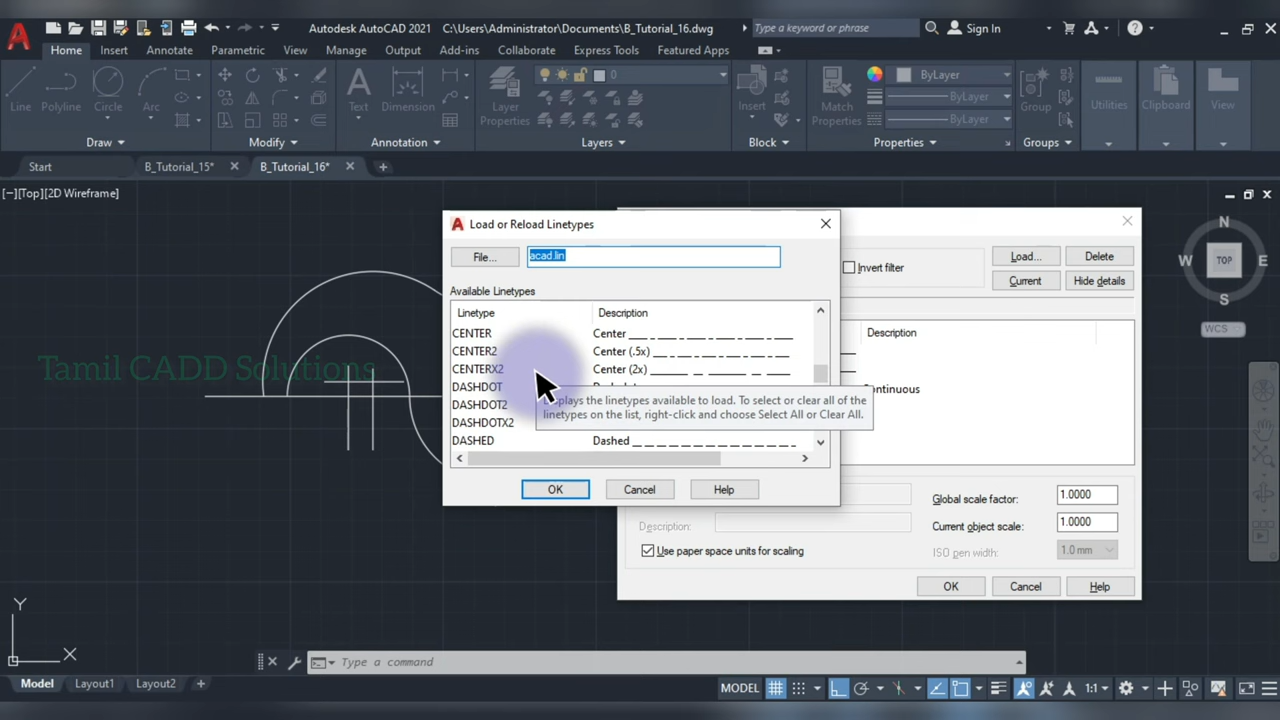 Autodesk AutoCAD 2021 C:\Users\Administrator\Documents\B_Tutorial_16.dwg
Type a keyword or phrase
Sign In
Home Insert Annotate Parametric View Manage Output Add-ins Collaborate Express Tools Featured Apps
0
ByLayer
Line Polyline Circle Arc
Text Dimension
Layer Properties
Insert
Match Properties
ByLayer
ByLayer
Group
Utilities
Clipboard
View
Draw Modify Annotation Layers Block Properties Groups
Start B_Tutorial_15* B_Tutorial_16*
[−][Top][2D Wireframe]
N
W TOP E
S
WCS
Load or Reload Linetypes
File... acad.lin
Invert filter
Load... Delete
Current Hide details
Available Linetypes
Linetype Description
CENTER Center
CENTER2 Center (.5x)
CENTERX2 Center (2x)
DASHDOT
DASHDOT2
DASHDOTX2
DASHED Dashed
Displays the linetypes available to load. To select or clear all of the
linetypes on the list, right-click and choose Select All or Clear All.
OK Cancel Help
Description
Continuous
Global scale factor: 1.0000
Description: Current object scale: 1.0000
Use paper space units for scaling ISO pen width: 1.0 mm
OK Cancel Help
Tamil CADD Solutions
Y
X
Type a command
Model Layout1 Layout2
MODEL 1:1